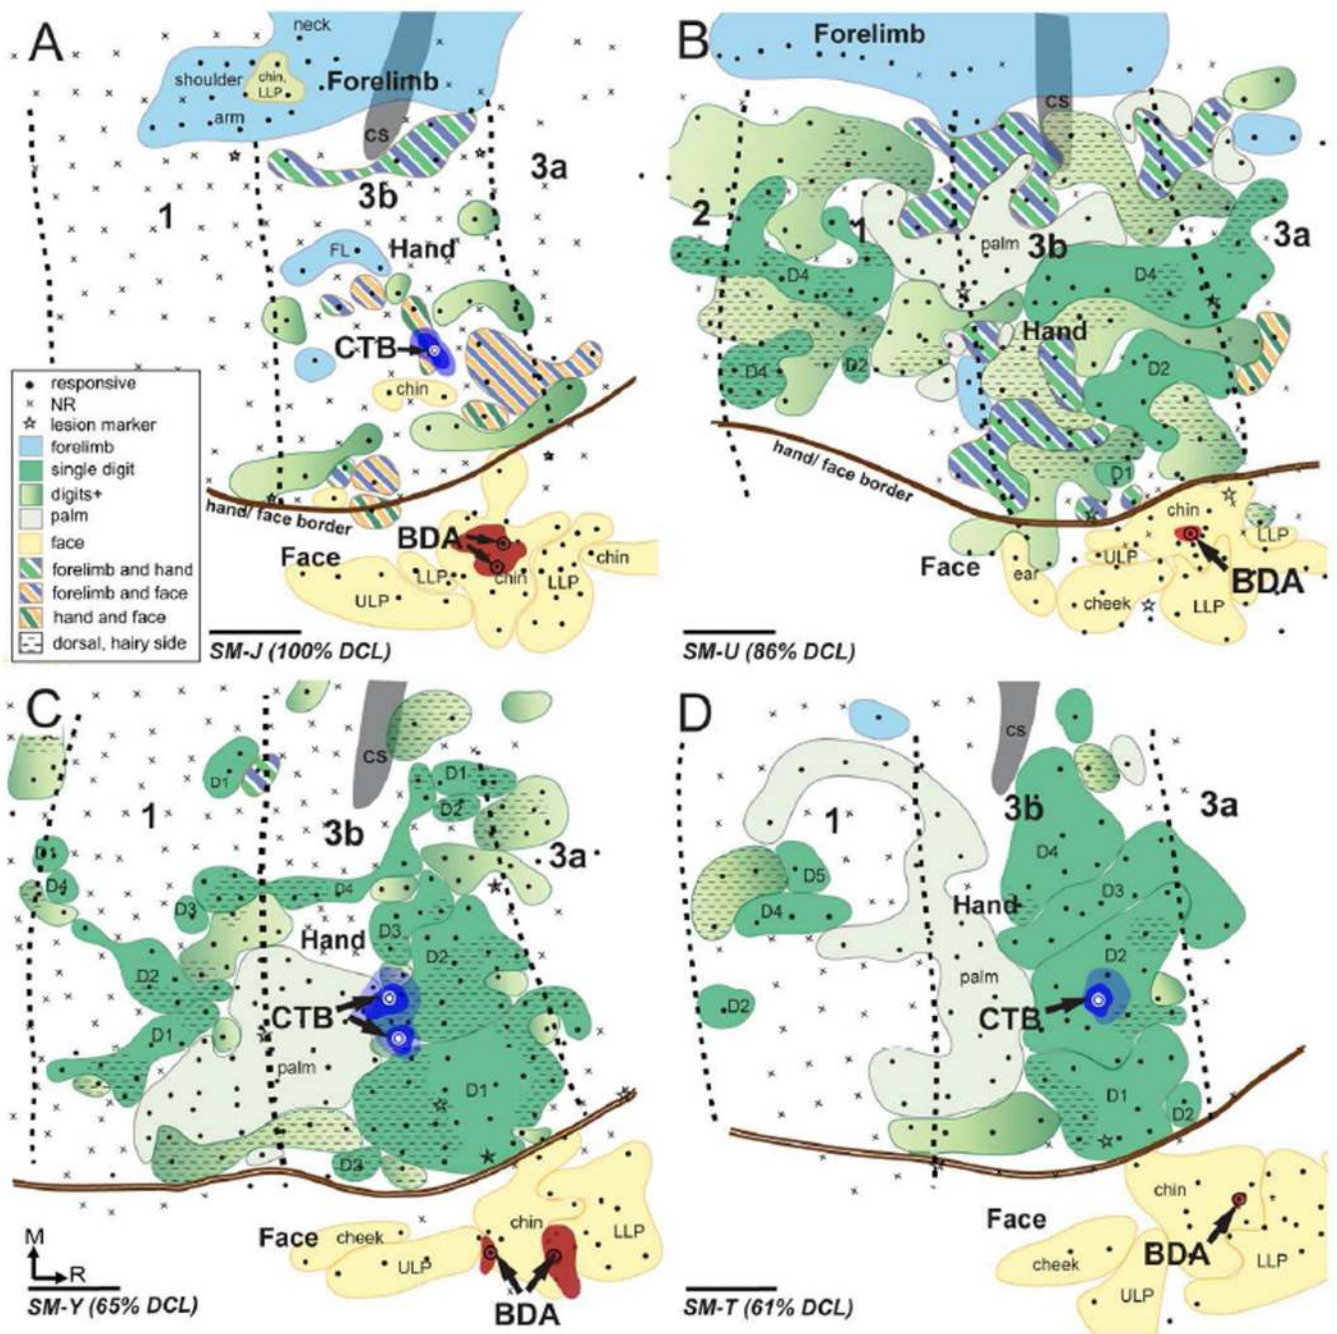 A
neck
shoulder
chin,
LLP
Forelimb
arm
CS
3a
3b
1
FL
Hand
CTB
chin
responsive
NR
lesion marker
forelimb
single digit
digits+
palm
face
forelimb and hand
forelimb and face
hand and face
dorsal, hairy side
hand/ face border
BDA
Face
LLP
chin
LLP
chin
ULP
SM-J (100% DCL)
B
Forelimb
CS
2
1
palm
3b
3a
D4
D4
Hand
D4
D2
D2
hand/ face border
D1
chin
ULP
LLP
Face
ear
BDA
cheek
LLP
SM-U (86% DCL)
C
CS
D1
D1
D2
1
3b
3a
D1
D4
D4
D3
Hand
D3
D2
D2
CTB
D1
palm
D1
D2
M
R
Face
cheek
chin
LLP
ULP
BDA
SM-Y (65% DCL)
D
CS
1
3b
3a
D4
D5
D3
D4
Hand
D2
palm
D2
CTB
D1
D2
chin
Face
BDA
cheek
LLP
ULP
SM-T (61% DCL)